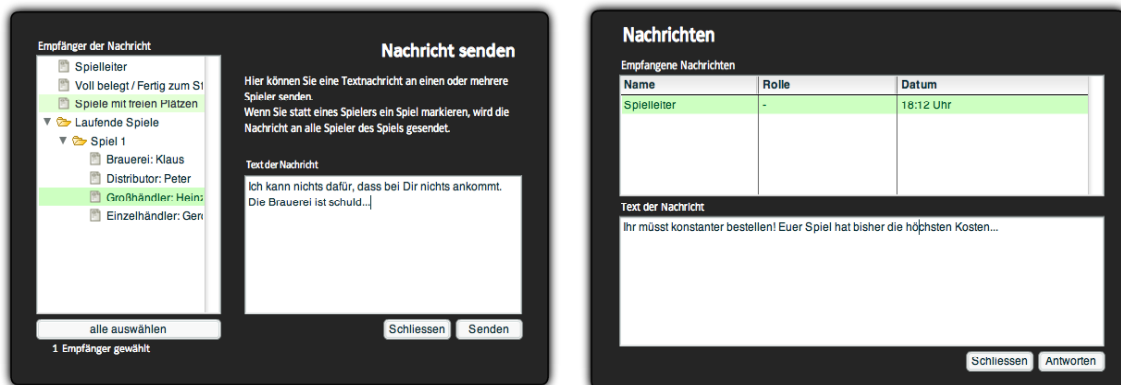 Empfänger der Nachricht
Spielleiter
Voll belegt / Fertig zum St
Spiele mit freien Plätzen
Laufende Spiele
Spiel 1
Brauerei: Klaus
Distributor: Peter
Großhändler: Heinz
Einzelhändler: Gero
alle auswählen
1 Empfänger gewählt
Nachricht senden
Hier können Sie eine Textnachricht an einen oder mehrere
Spieler senden.
Wenn Sie statt eines Spielers ein Spiel markieren, wird die
Nachricht an alle Spieler des Spiels gesendet.
Text der Nachricht
Ich kann nichts dafür, dass bei Dir nichts ankommt.
Die Brauerei ist schuld...
Schliessen Senden
Nachrichten
Empfangene Nachrichten
Name Rolle Datum
Spielleiter - 18:12 Uhr
Text der Nachricht
Ihr müsst konstanter bestellen! Euer Spiel hat bisher die höchsten Kosten...
Schliessen Antworten